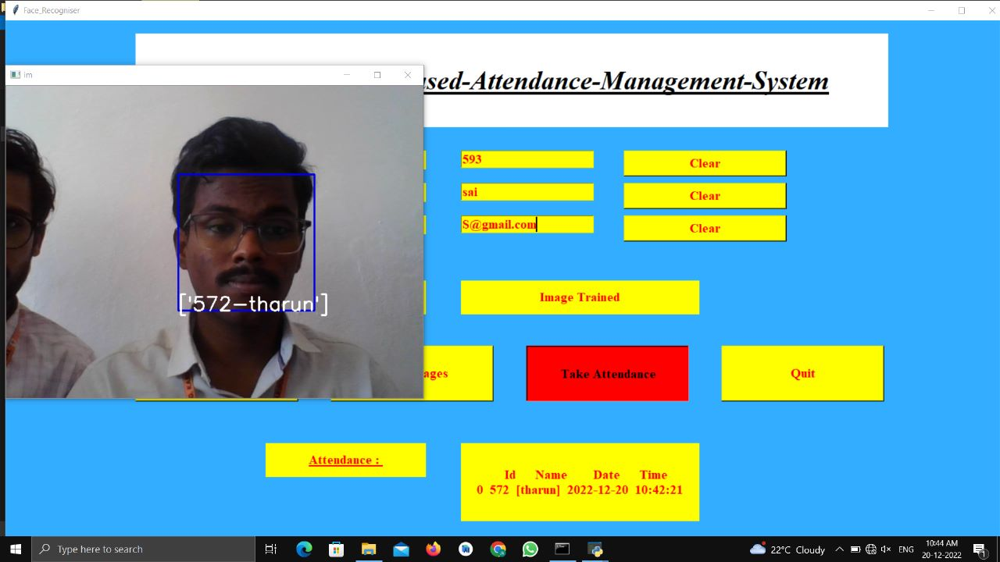 Face_Recogniser
im
ased-Attendance-Management-System
593
Clear
sai
Clear
S@gmail.com
Clear
['572-tharun']
Image Trained
ages
Take Attendance
Quit
Attendance :
Id Name Date Time
0 572 [tharun] 2022-12-20 10:42:21
Type here to search
22°C Cloudy
ENG
10:44 AM
20-12-2022
1